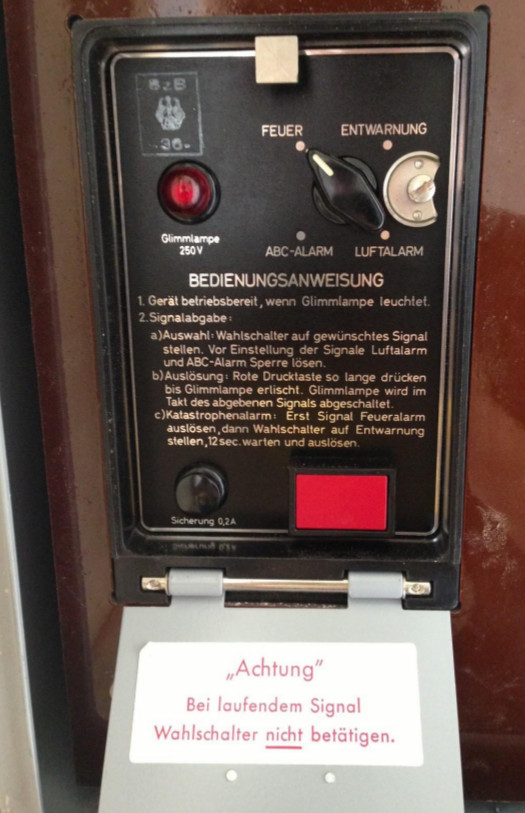 BzB
36-
FEUER
ENTWARNUNG
Glimmlampe
250V
ABC-ALARM
LUFTALARM
BEDIENUNGSANWEISUNG
1. Gerät betriebsbereit, wenn Glimmlampe leuchtet.
2. Signalabgabe:
a) Auswahl: Wahlschalter auf gewünschtes Signal
stellen. Vor Einstellung der Signale Luftalarm
und ABC-Alarm Sperre lösen.
b) Auslösung: Rote Drucktaste so lange drücken
bis Glimmlampe erlischt. Glimmlampe wird im
Takt des abgebenen Signals abgeschaltet.
c) Katastrophenalarm: Erst Signal Feueralarm
auslösen, dann Wahlschalter auf Entwarnung
stellen, 12sec. warten und auslösen.
Sicherung 0,2A
„Achtung"
Bei laufendem Signal
Wahlschalter nicht betätigen.